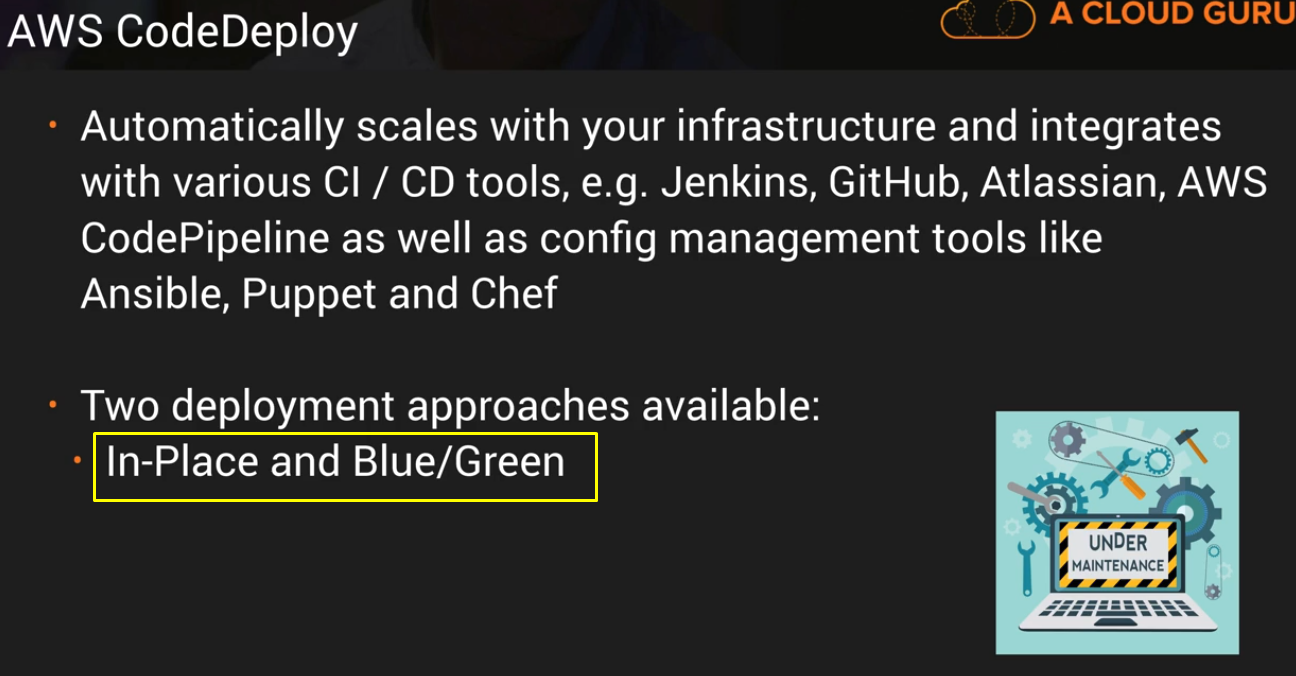 AWS CodeDeploy
A CLOUD GURU
• Automatically scales with your infrastructure and integrates
with various CI / CD tools, e.g. Jenkins, GitHub, Atlassian, AWS
CodePipeline as well as config management tools like
Ansible, Puppet and Chef
• Two deployment approaches available:
• In-Place and Blue/Green
UNDER
MAINTENANCE